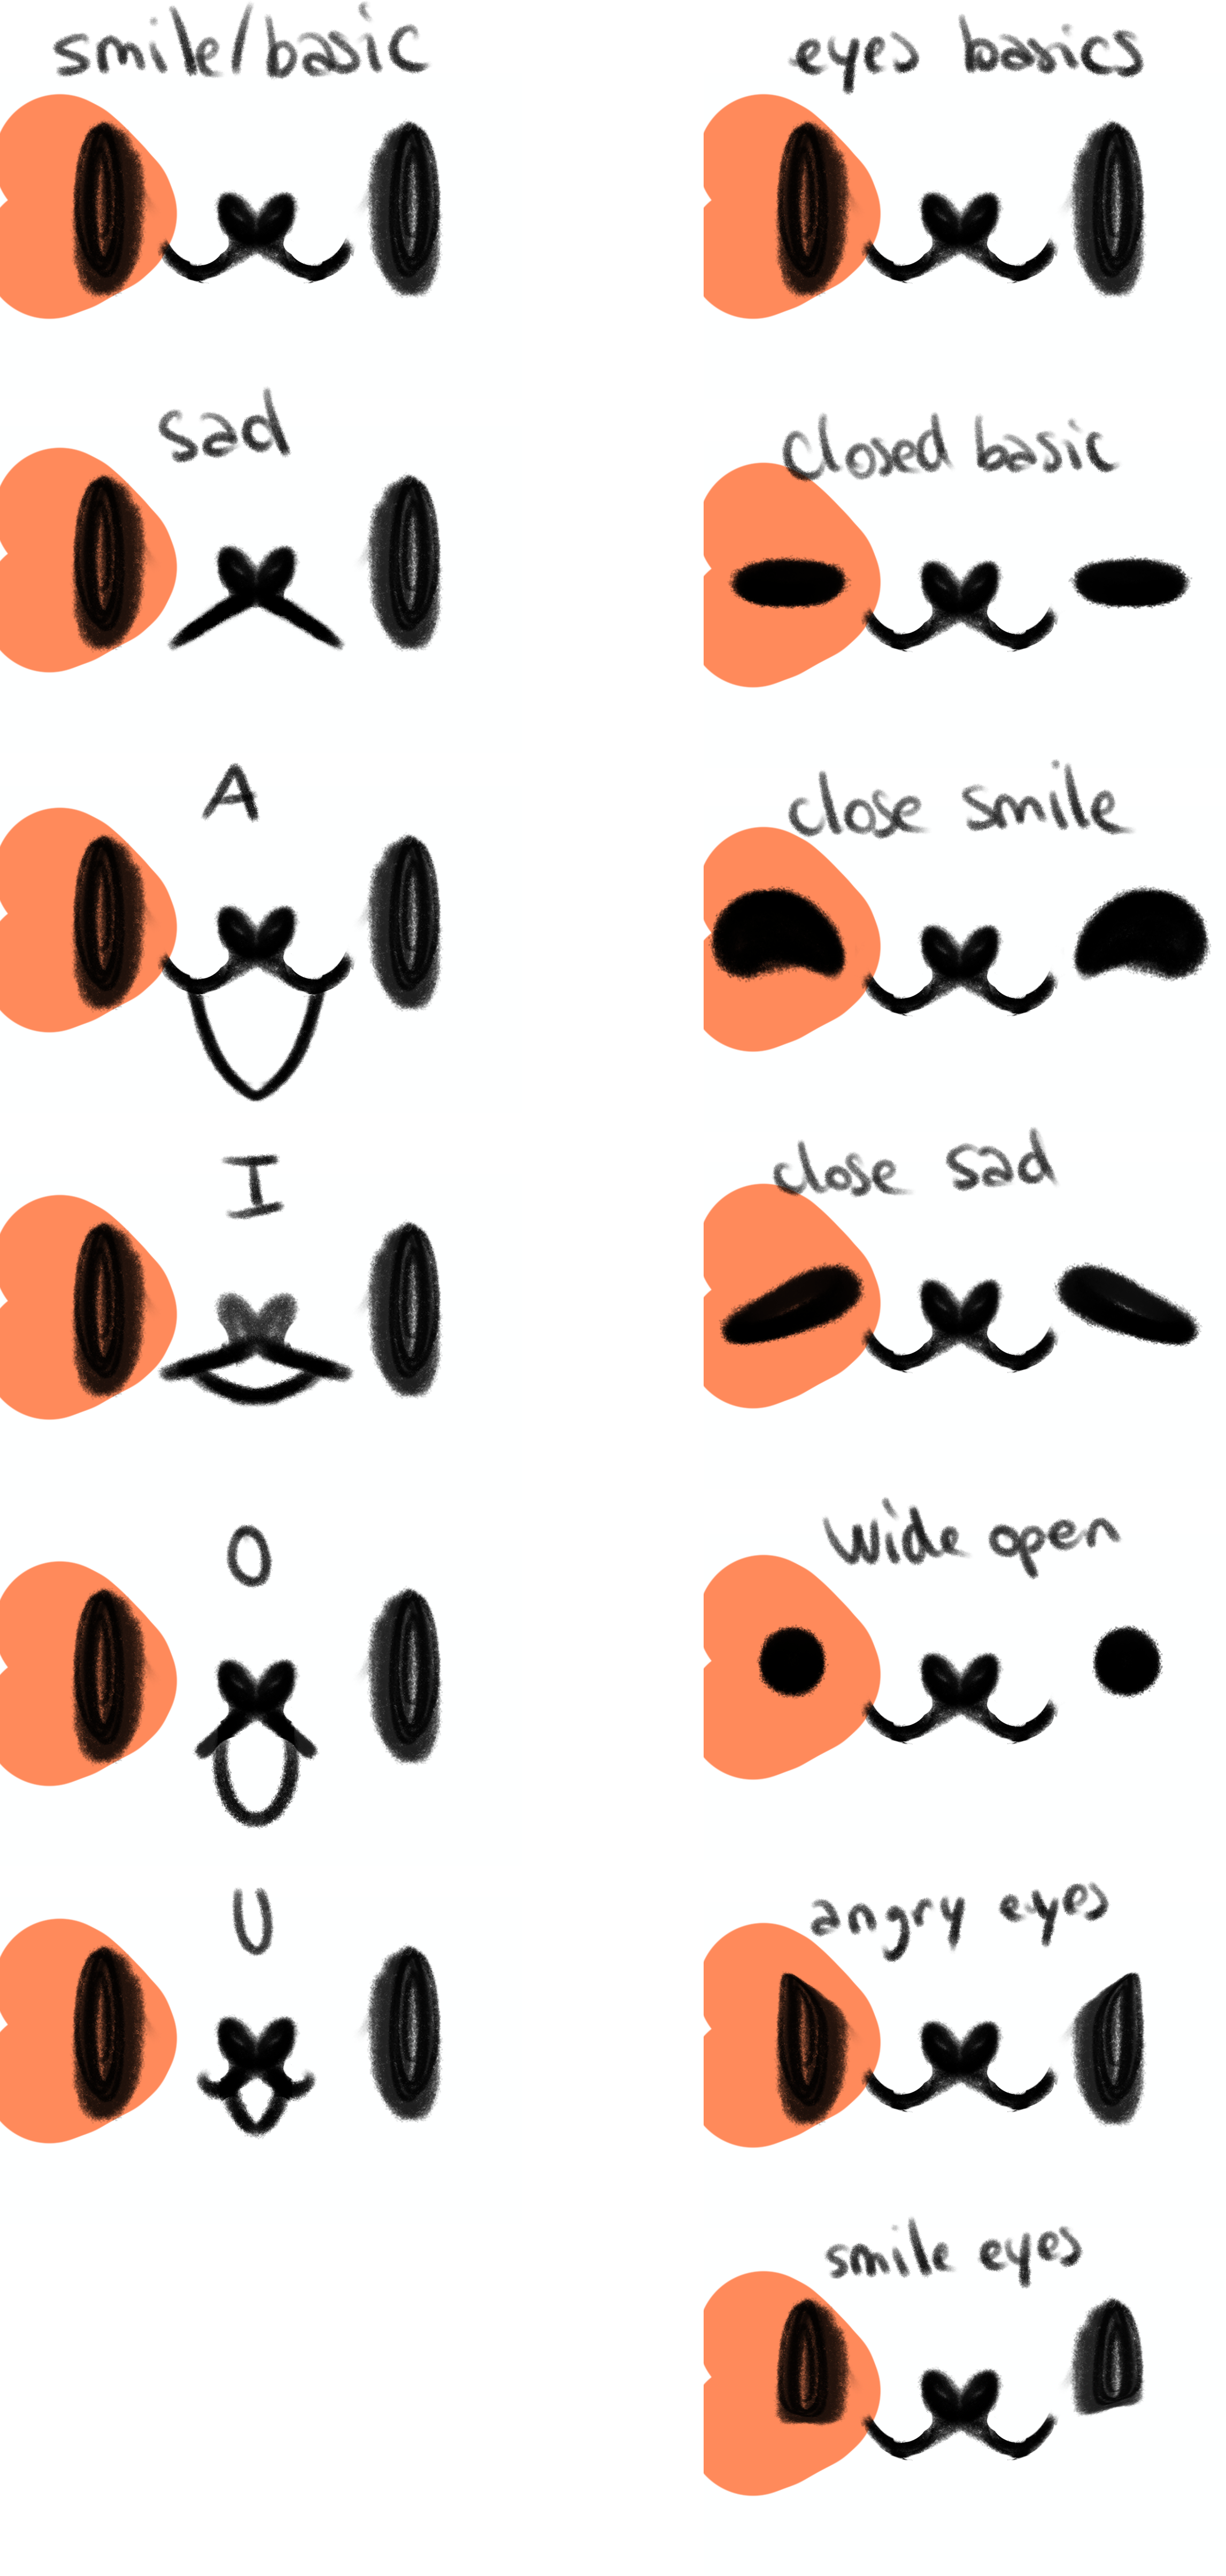 smile/basic
eyes basics
sad
closed basic
A
close smile
I
close sad
O
wide open
U
angry eyes
smile eyes